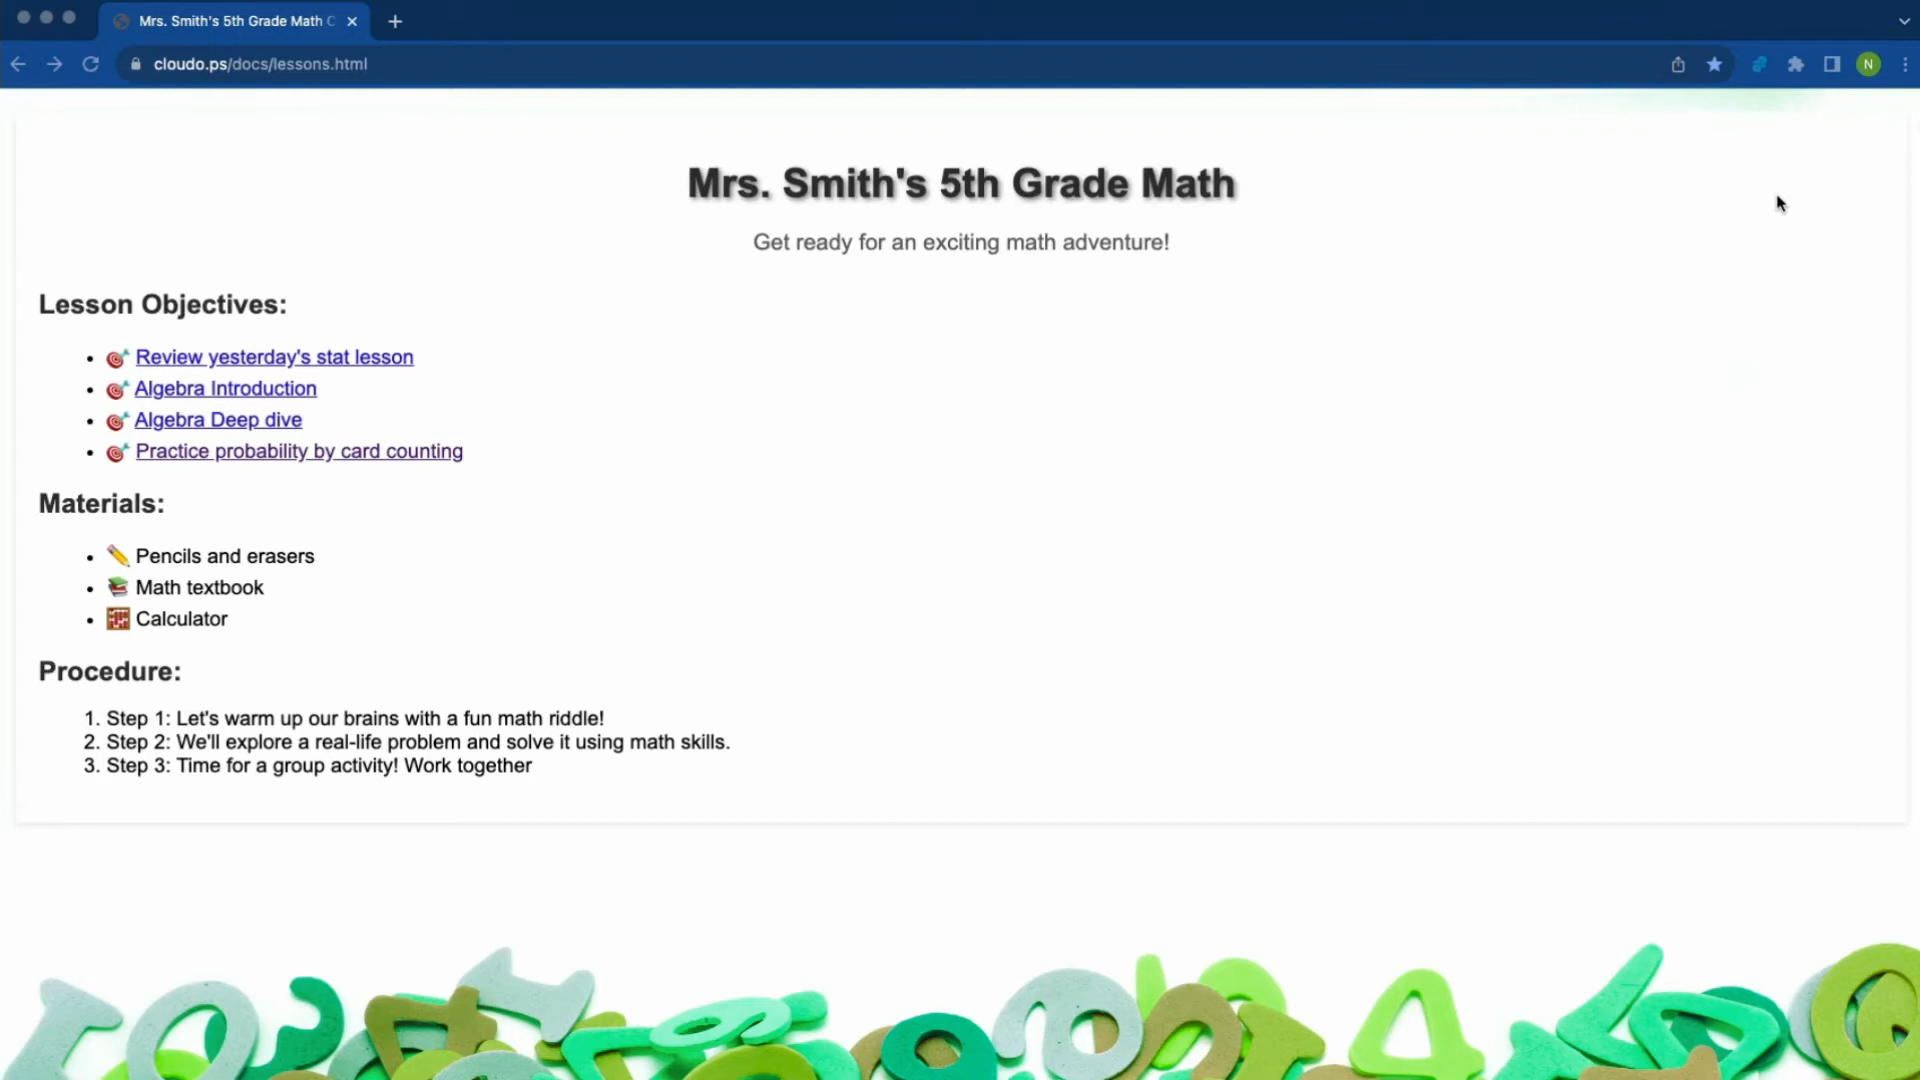 Mrs. Smith's 5th Grade Math C
cloudo.ps/docs/lessons.html
N
Mrs. Smith's 5th Grade Math
Get ready for an exciting math adventure!
Lesson Objectives:
Review yesterday's stat lesson
Algebra Introduction
Algebra Deep dive
Practice probability by card counting
Materials:
Pencils and erasers
Math textbook
Calculator
Procedure:
1. Step 1: Let's warm up our brains with a fun math riddle!
2. Step 2: We'll explore a real-life problem and solve it using math skills.
3. Step 3: Time for a group activity! Work together